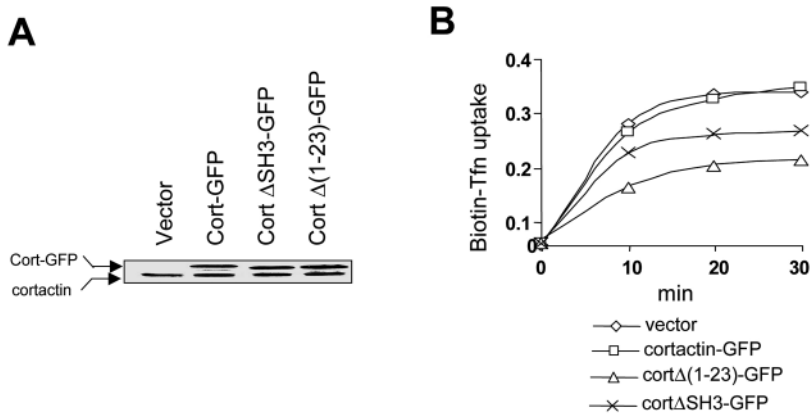 A
Vector
Cort-GFP
Cort ΔSH3-GFP
Cort Δ(1-23)-GFP
Cort-GFP
cortactin
B
Biotin-Tfn uptake
0.4
0.3
0.2
0.1
0
0 10 20 30
min
vector
cortactin-GFP
cortΔ(1-23)-GFP
cortΔSH3-GFP